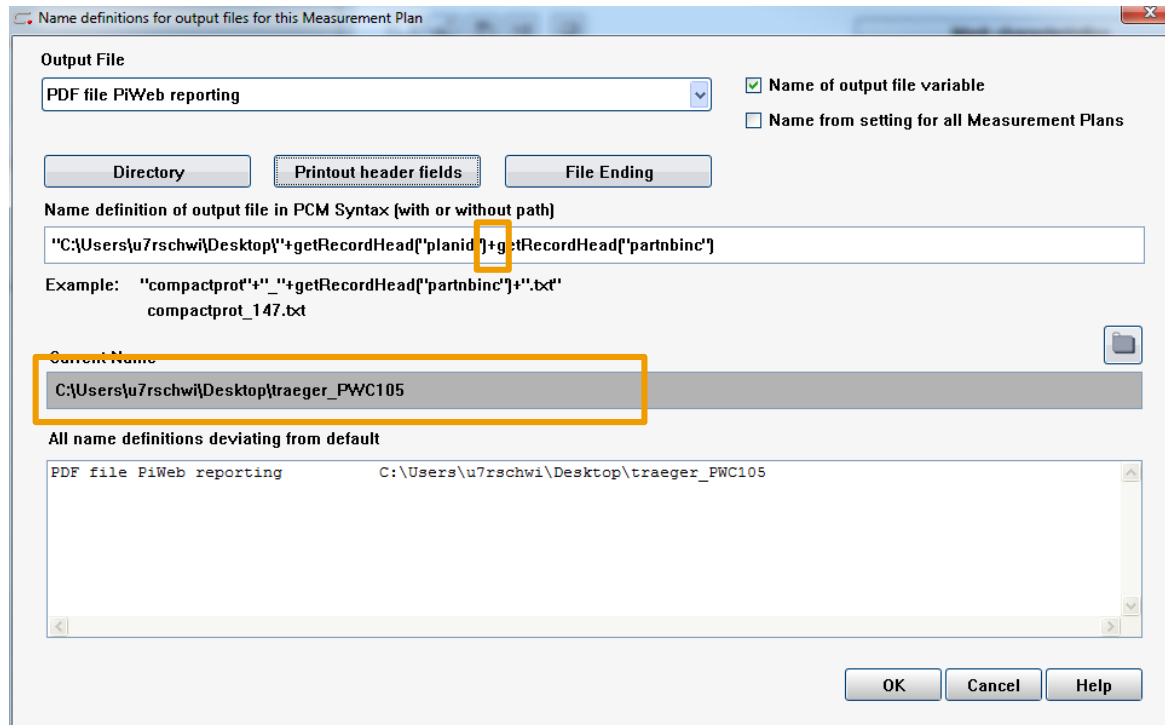 Name definitions for output files for this Measurement Plan
Output File
PDF file PiWeb reporting
Name of output file variable
Name from setting for all Measurement Plans
Directory
Printout header fields
File Ending
Name definition of output file in PCM Syntax (with or without path)
"C:\Users\u7rschwi\Desktop\"+getRecordHead("planid")+getRecordHead("partnbinc")
Example: "compactprot"+"_"+getRecordHead("partnbinc")+".txt"
compactprot_147.txt
Current Name
C:\Users\u7rschwi\Desktop\traeger_PWC105
All name definitions deviating from default
PDF file PiWeb reporting C:\Users\u7rschwi\Desktop\traeger_PWC105
OK
Cancel
Help